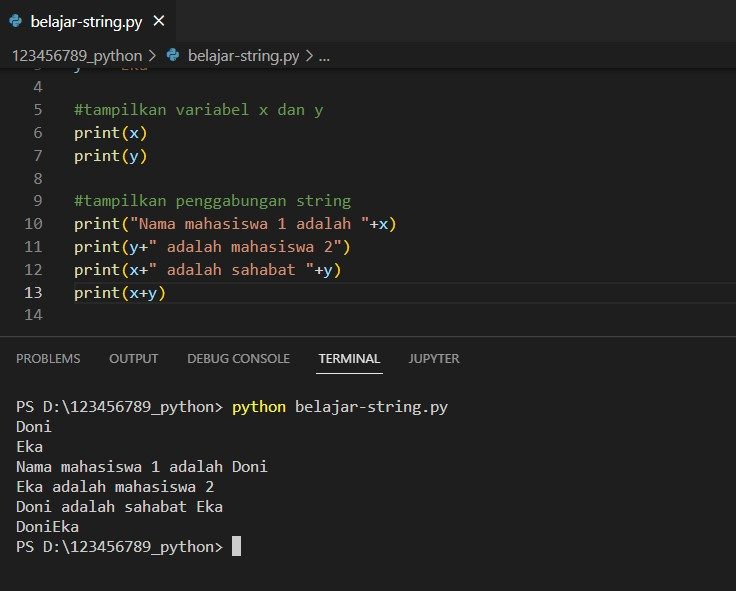 belajar-string.py ×
123456789_python > belajar-string.py > ...
4
5 #tampilkan variabel x dan y
6 print(x)
7 print(y)
8
9 #tampilkan penggabungan string
10 print("Nama mahasiswa 1 adalah "+x)
11 print(y+" adalah mahasiswa 2")
12 print(x+" adalah sahabat "+y)
13 print(x+y)
14
PROBLEMS OUTPUT DEBUG CONSOLE TERMINAL JUPYTER
PS D:\123456789_python> python belajar-string.py
Doni
Eka
Nama mahasiswa 1 adalah Doni
Eka adalah mahasiswa 2
Doni adalah sahabat Eka
DoniEka
PS D:\123456789_python>